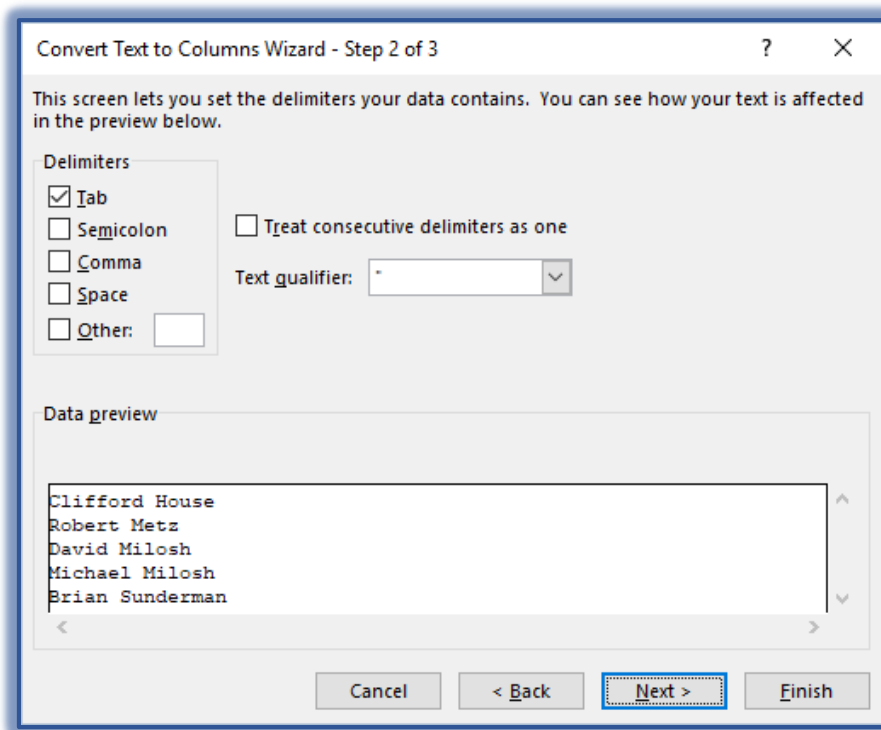 Convert Text to Columns Wizard - Step 2 of 3
?
This screen lets you set the delimiters your data contains.  You can see how your text is affected
in the preview below.
Delimiters
Tab
Semicolon
Comma
Space
Other:
Treat consecutive delimiters as one
Text qualifier: "
Data preview
Clifford House
Robert Metz
David Milosh
Michael Milosh
Brian Sunderman
Cancel
< Back
Next >
Finish